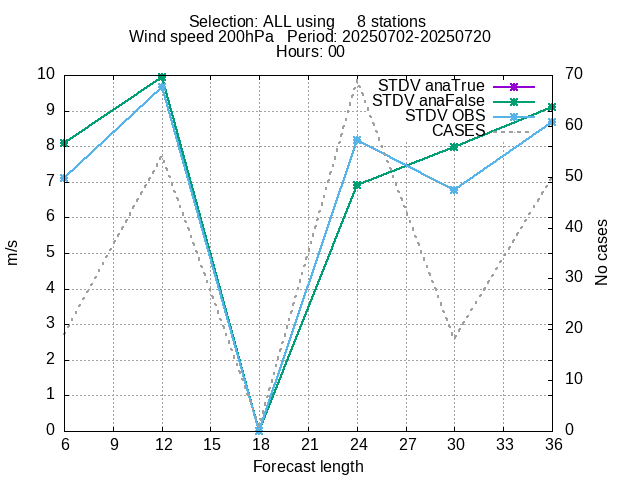 Selection: ALL using 8 stations
Wind speed 200hPa Period: 20250702-20250720
Hours: 00
STDV anaTrue
STDV anaFalse
STDV OBS
CASES
10
9
8
7
6
5
4
3
2
1
0
m/s
70
60
50
40
30
20
10
0
No cases
6 9 12 15 18 21 24 27 30 33 36
Forecast length